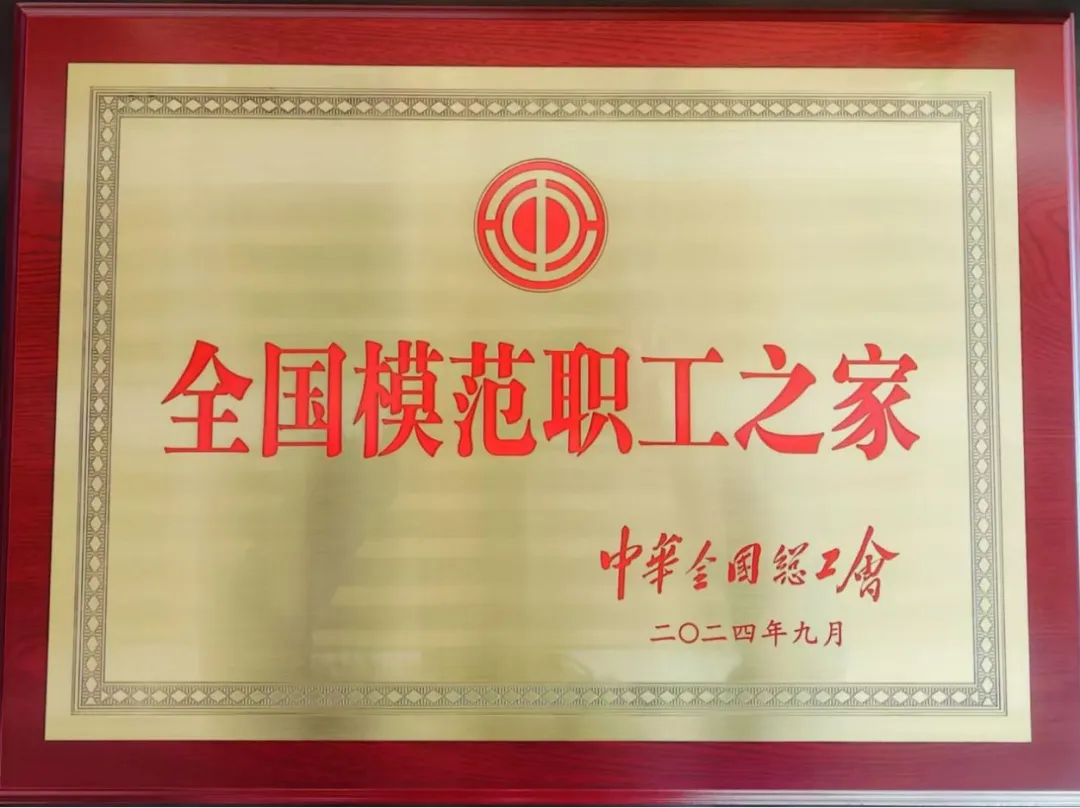 全国模范职工之家
中華全国総工會
二〇二四年九月